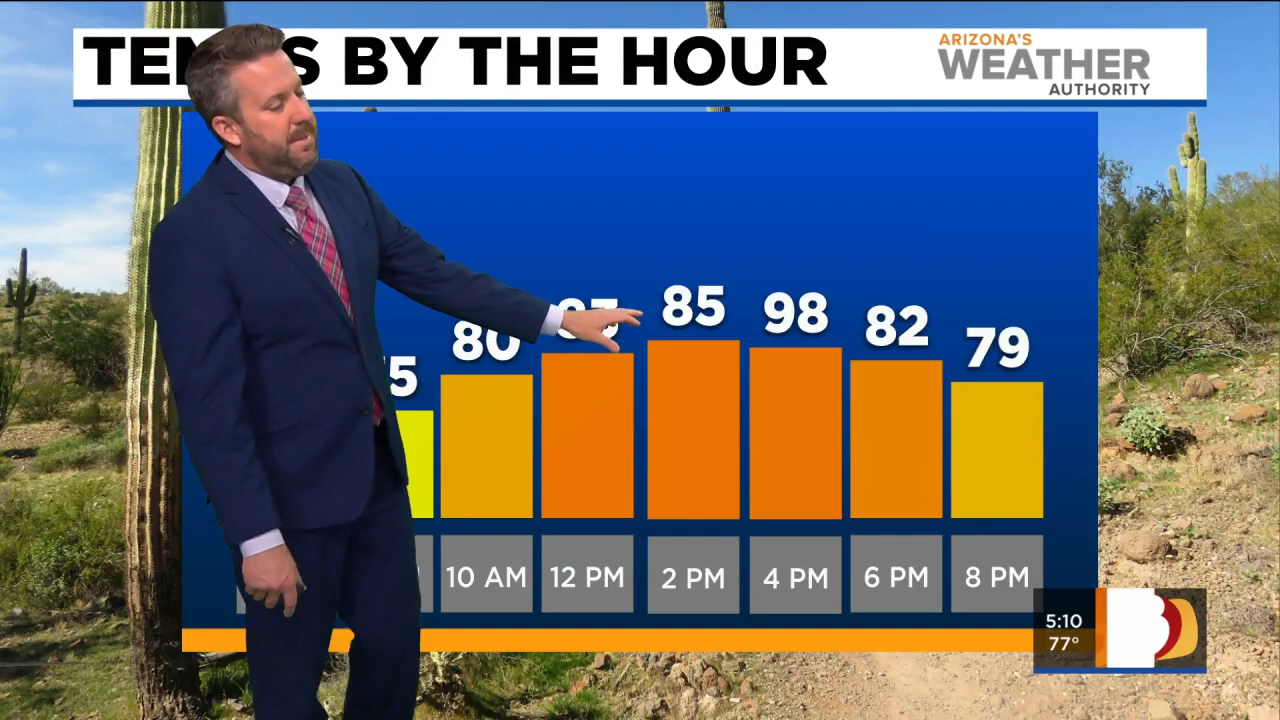 BY THE HOUR
ARIZONA'S
WEATHER
AUTHORITY
80 85 98 82 79
10 AM 12 PM 2 PM 4 PM 6 PM 8 PM
5:10
77°